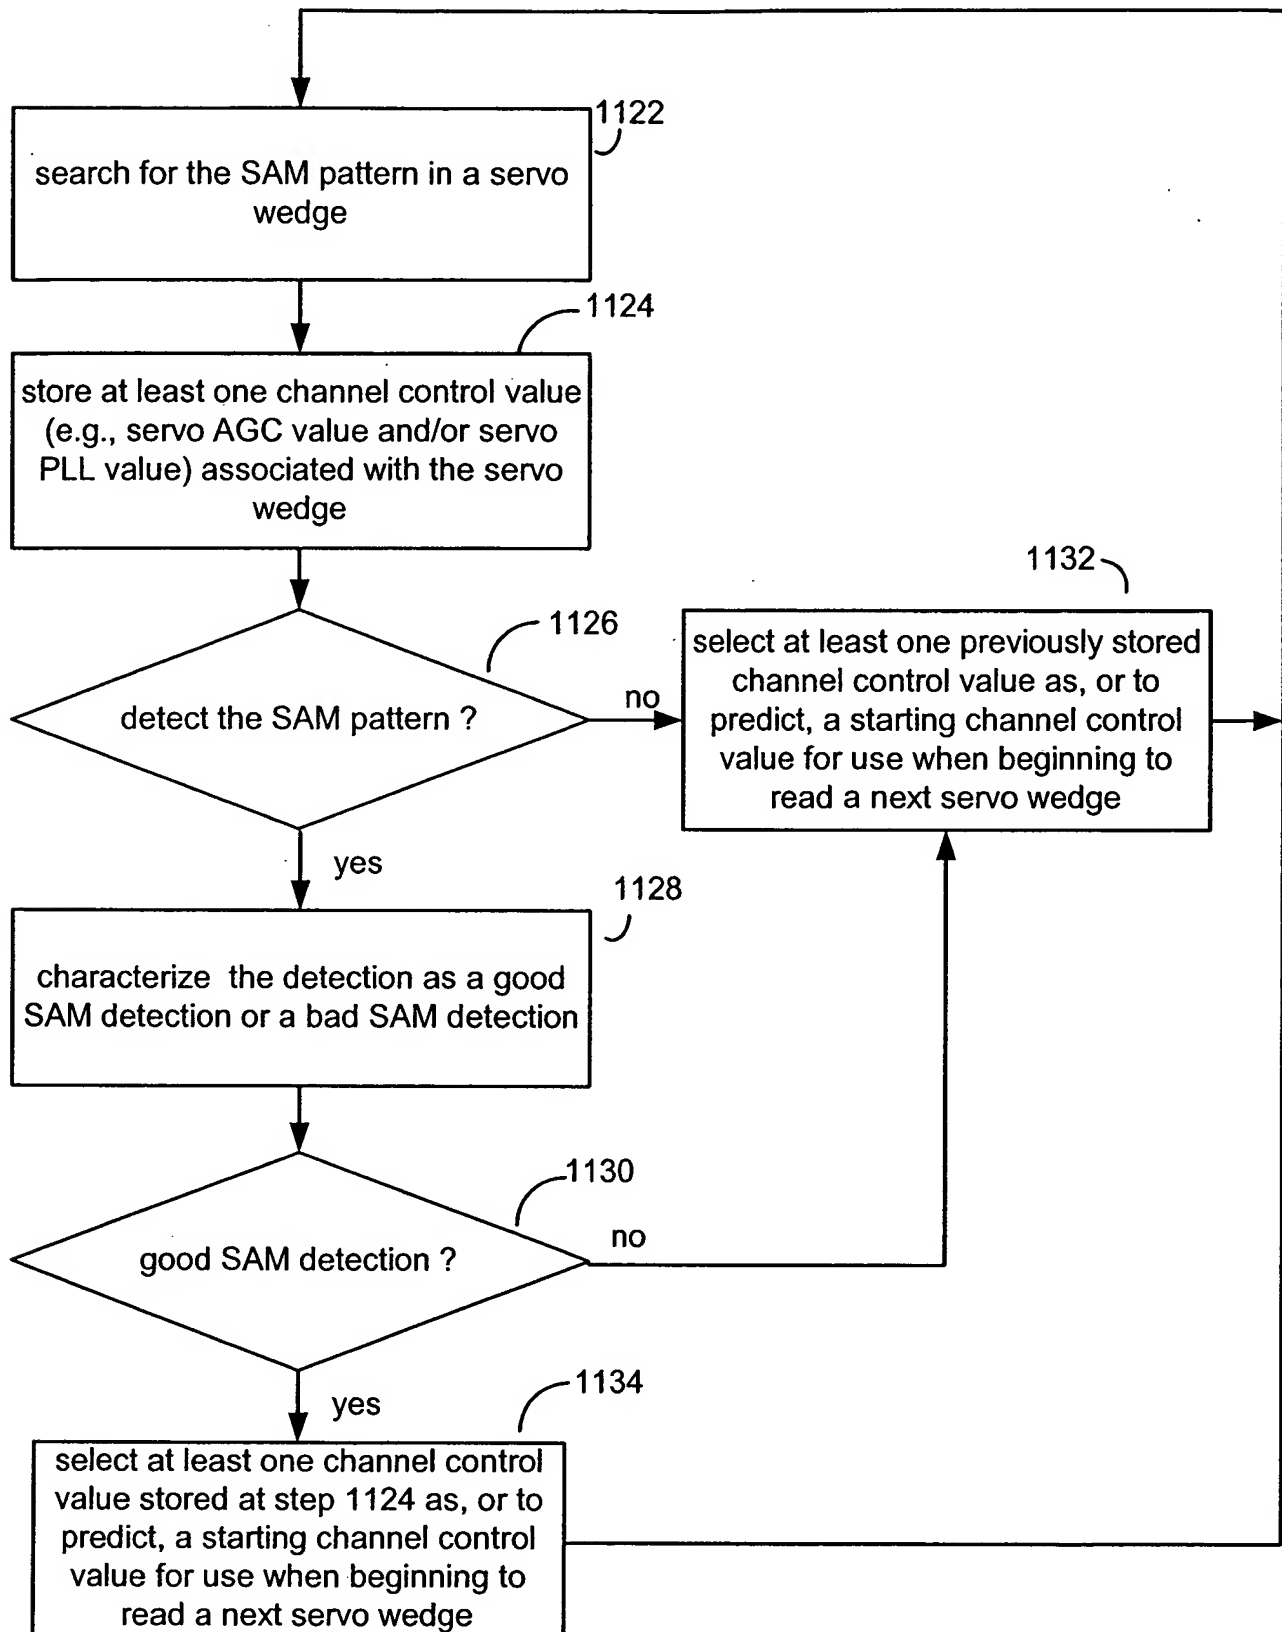 1122
search for the SAM pattern in a servo
wedge
1124
store at least one channel control value
(e.g., servo AGC value and/or servo
PLL value) associated with the servo
wedge
1126
detect the SAM pattern ?
no
1132
select at least one previously stored
channel control value as, or to
predict, a starting channel control
value for use when beginning to
read a next servo wedge
yes
1128
characterize the detection as a good
SAM detection or a bad SAM detection
1130
good SAM detection ?
no
yes
1134
select at least one channel control
value stored at step 1124 as, or to
predict, a starting channel control
value for use when beginning to
read a next servo wedge